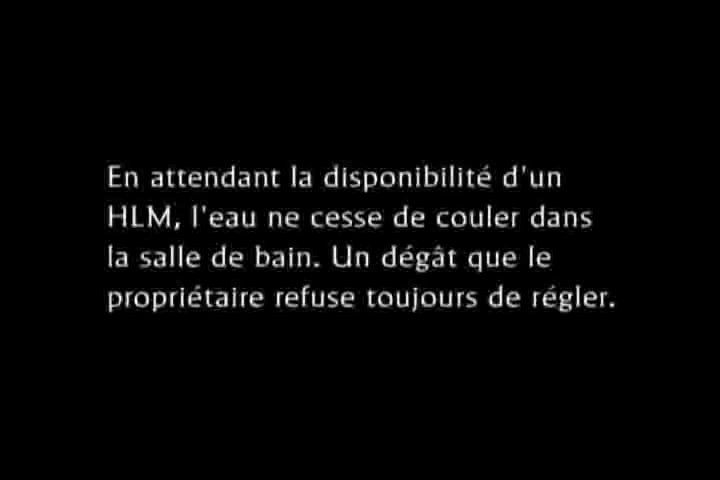 En attendant la disponibilité d'un
HLM, l'eau ne cesse de couler dans
la salle de bain. Un dégât que le
propriétaire refuse toujours de régler.